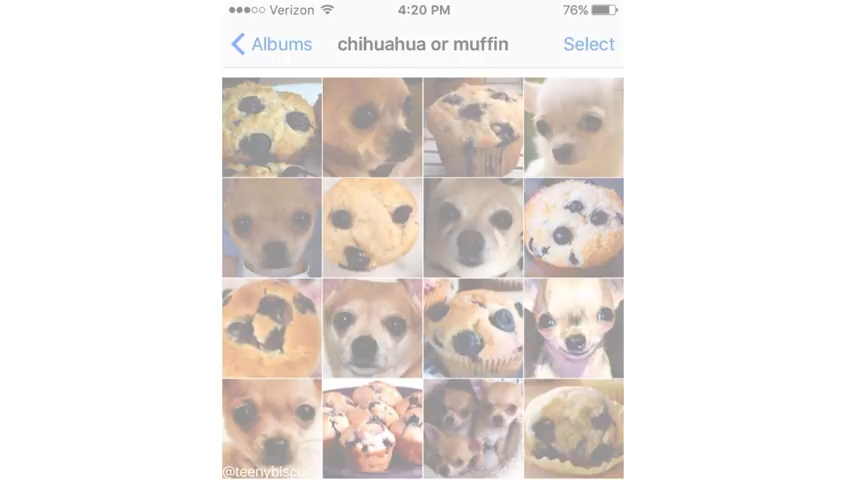 ●●●○○ Verizon 4:20 PM 76%
Albums chihuahua or muffin Select
@teenybiscuit